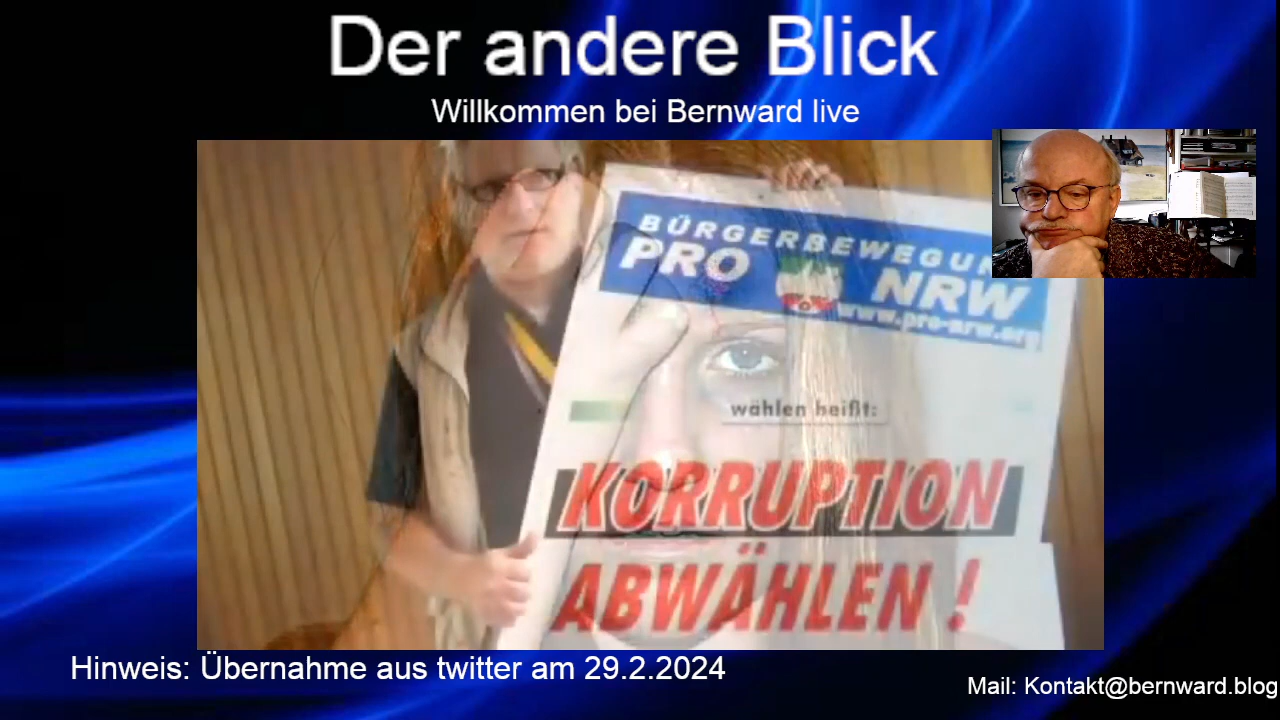 Der andere Blick
Willkommen bei Bernward live
BÜRGERBEWEGUN
PRO NRW
www.pro-nrw.org
wählen heißt:
KORRUPTION
ABWÄHLEN !
Hinweis: Übernahme aus twitter am 29.2.2024
Mail: Kontakt@bernward.blog